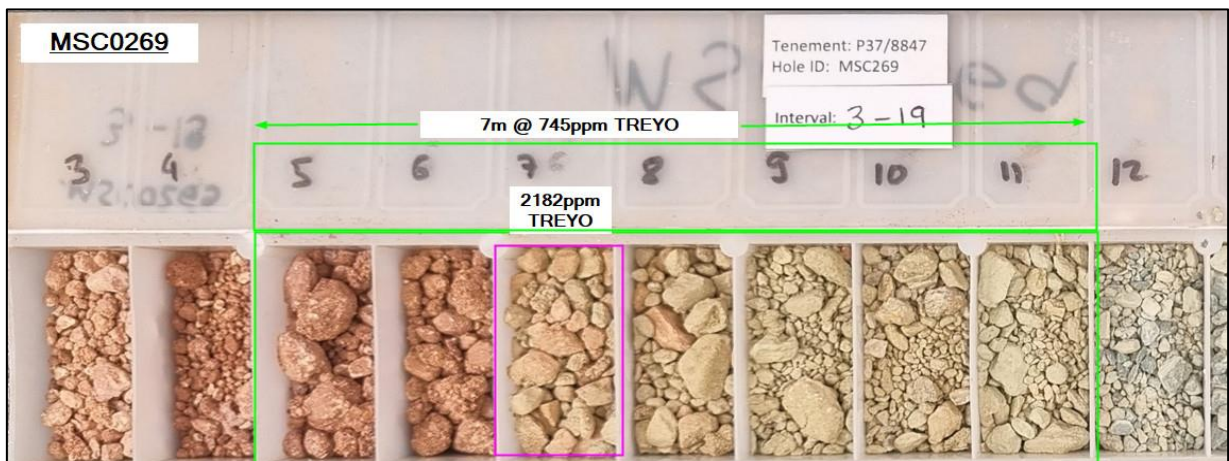 MSC0269
Tenement: P37/8847
Hole ID: MSC269
Interval: 3-19
7m @ 745ppm TREYO
3 4 5 6 7 8 9 10 11 12
2182ppm
TREYO